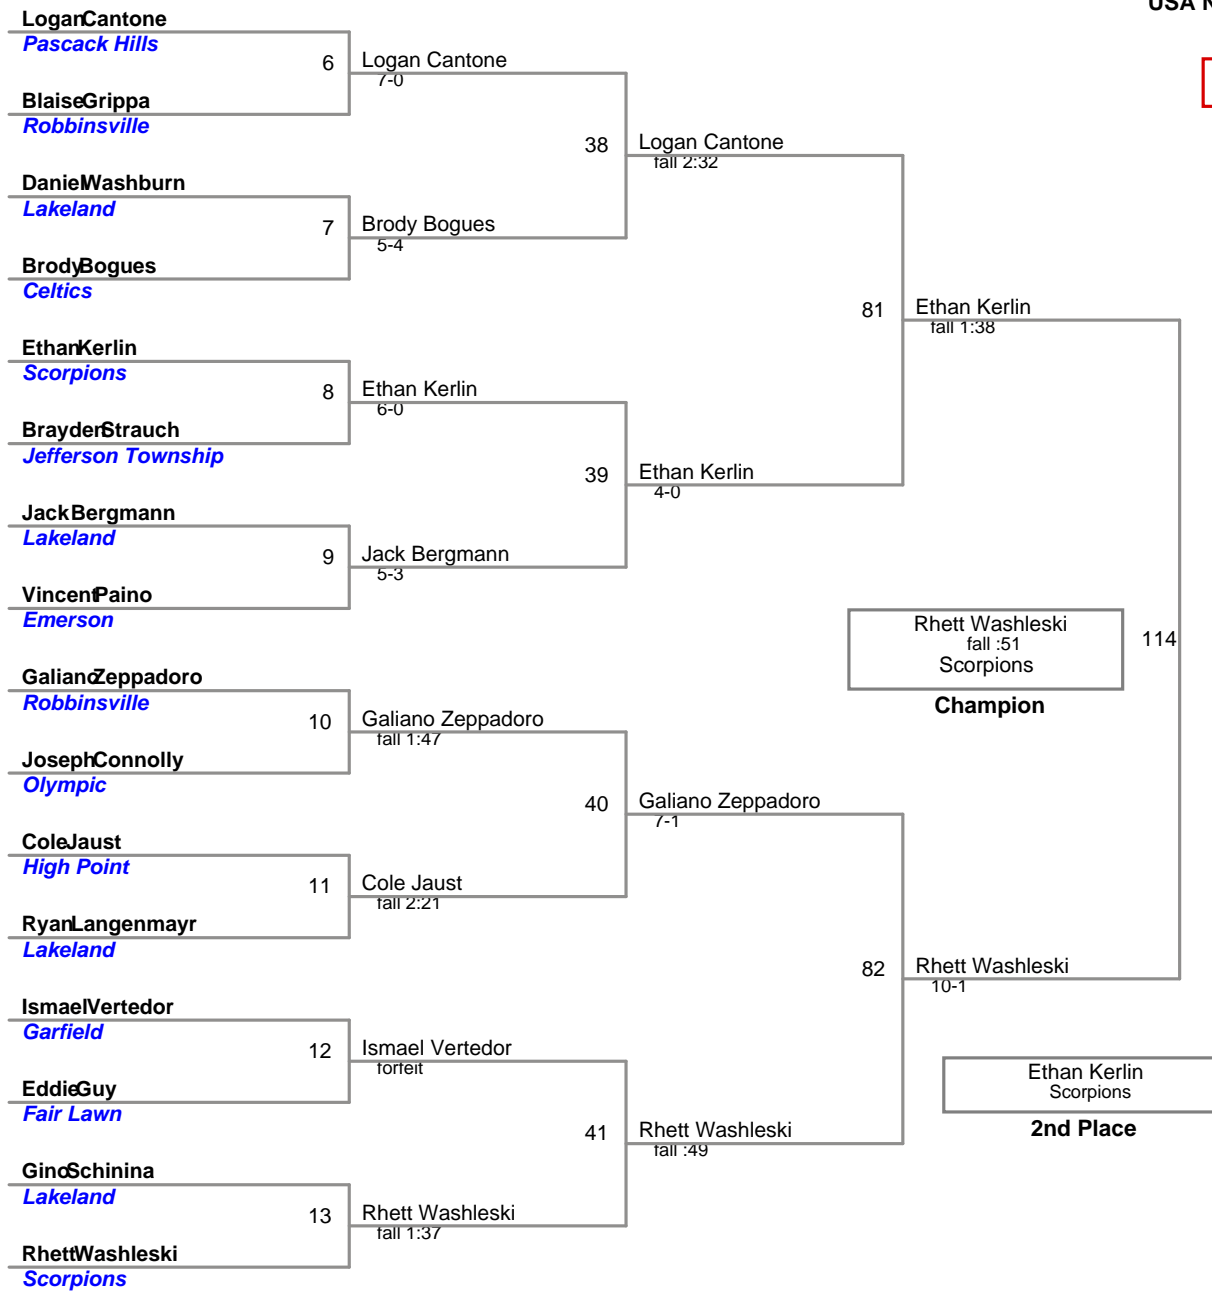 USA N
LoganCantone
Pascack Hills
6
Logan Cantone
7-0
BlaiseGrippa
Robbinsville
38
Logan Cantone
fall 2:32
DanielWashburn
Lakeland
7
Brody Bogues
5-4
BrodyBogues
Celtics
81
Ethan Kerlin
fall 1:38
EthanKerlin
Scorpions
8
Ethan Kerlin
6-0
BraydenStrauch
Jefferson Township
39
Ethan Kerlin
4-0
JackBergmann
Lakeland
9
Jack Bergmann
5-3
VincentPaino
Emerson
Rhett Washleski
fall :51
Scorpions
Champion
114
GalianoZeppadoro
Robbinsville
10
Galiano Zeppadoro
fall 1:47
JosephConnolly
Olympic
40
Galiano Zeppadoro
7-1
ColeJaust
High Point
11
Cole Jaust
fall 2:21
RyanLangenmayr
Lakeland
82
Rhett Washleski
10-1
IsmaelVertedor
Garfield
12
Ismael Vertedor
forfeit
EddieGuy
Fair Lawn
Ethan Kerlin
Scorpions
2nd Place
41
Rhett Washleski
fall :49
GinoSchinina
Lakeland
13
Rhett Washleski
fall 1:37
RhettWashleski
Scorpions